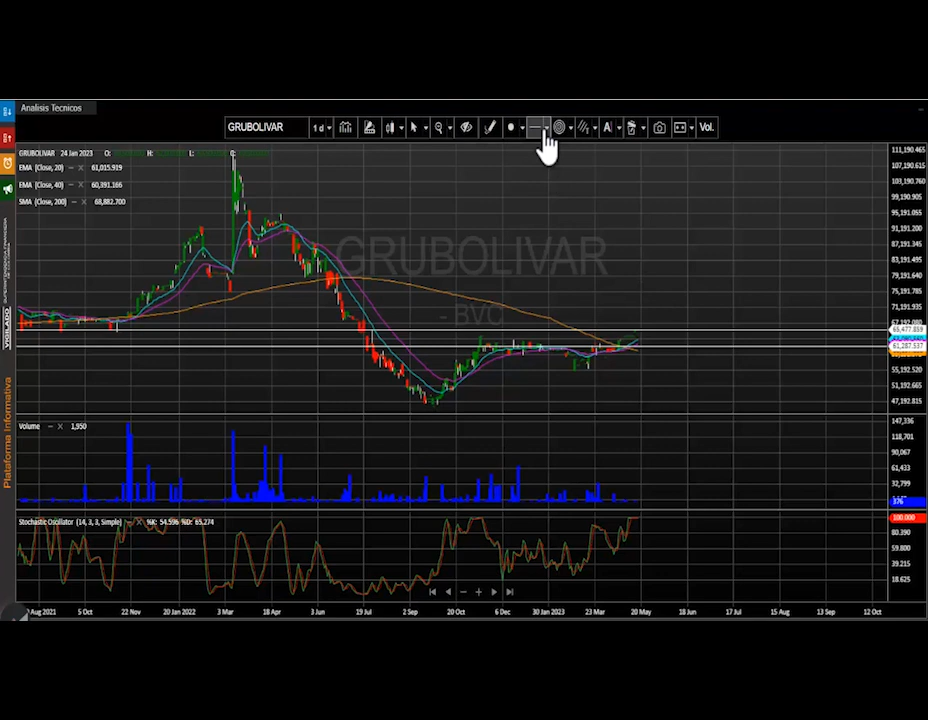 Analisis Tecnicos
GRUBOLIVAR 1 d Vol.
GRUBOLIVAR 24 Jan 2023 O: H: L: C:
EMA (Close, 20) 61,015.919
EMA (Close, 40) 60,391.166
SMA (Close, 200) 68,882.700
GRUBOLIVAR
- BVC
111,190.465
107,190.615
103,190.760
99,190.905
95,191.055
91,191.200
87,191.345
83,191.495
79,191.640
75,191.785
71,191.935
67,192.080
65,477.859
61,287.537
55,192.520
51,192.665
47,192.815
Volume 1,950
147,336
118,701
90,067
61,433
32,799
376
Stochastic Oscillator (14, 3, 3, Simple) %K: 54.596 %D: 65.274
100.000
80.390
59.800
39.215
18.625
Aug 2021 5 Oct 22 Nov 20 Jan 2022 3 Mar 18 Apr 3 Jun 19 Jul 2 Sep 20 Oct 6 Dec 30 Jan 2023 23 Mar 20 May 18 Jun 17 Jul 15 Aug 13 Sep 12 Oct
VIGILADO
Plataforma Informativa